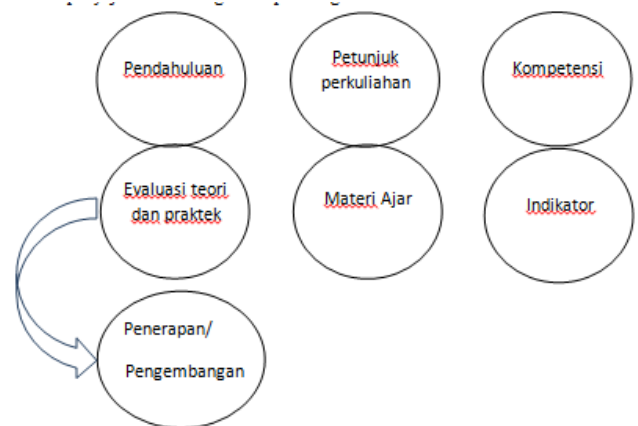 Pendahuluan
Petunjuk
perkuliahan
Kompetensi
Evaluasi teori
dan praktek
Materi Ajar
Indikator
Penerapan/
Pengembangan